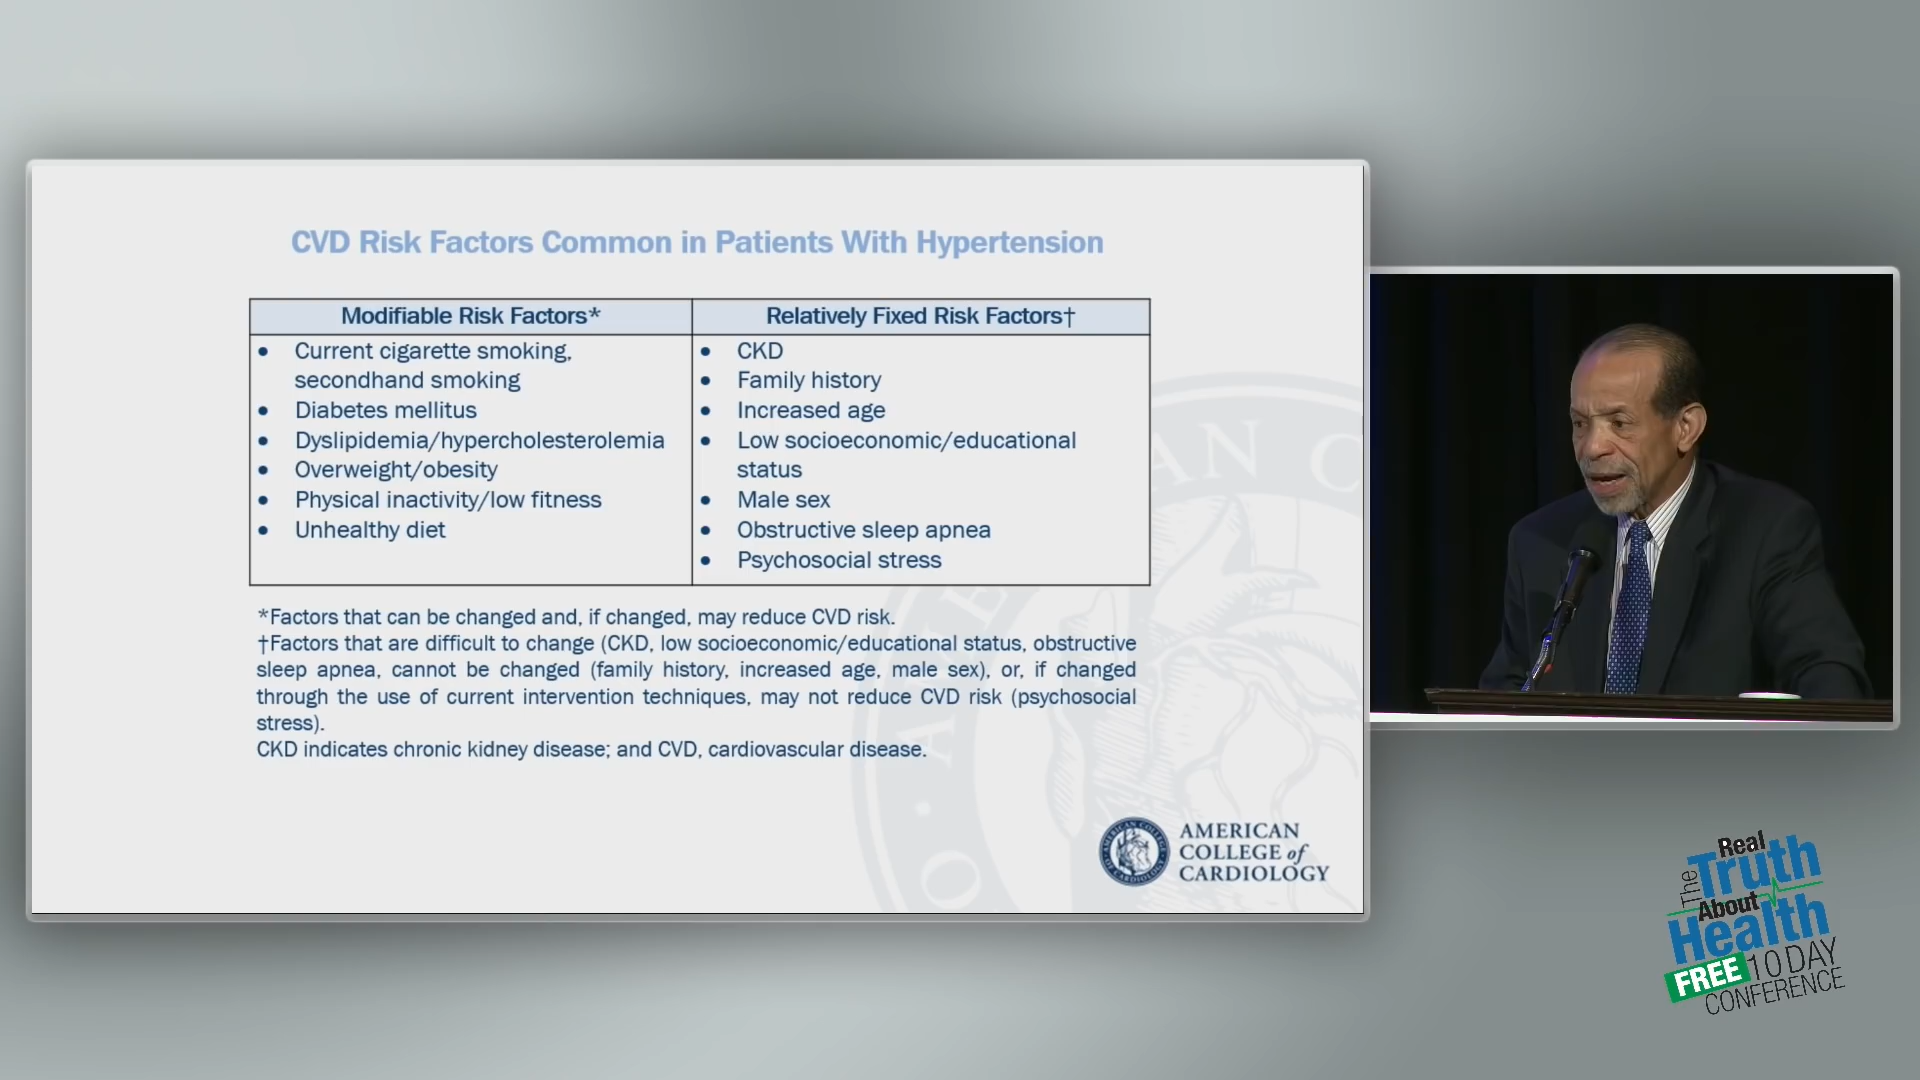 CVD Risk Factors Common in Patients With Hypertension
Modifiable Risk Factors*
• Current cigarette smoking,
secondhand smoking
• Diabetes mellitus
• Dyslipidemia/hypercholesterolemia
• Overweight/obesity
• Physical inactivity/low fitness
• Unhealthy diet
Relatively Fixed Risk Factors†
• CKD
• Family history
• Increased age
• Low socioeconomic/educational
status
• Male sex
• Obstructive sleep apnea
• Psychosocial stress
*Factors that can be changed and, if changed, may reduce CVD risk.
†Factors that are difficult to change (CKD, low socioeconomic/educational status, obstructive
sleep apnea, cannot be changed (family history, increased age, male sex), or, if changed
through the use of current intervention techniques, may not reduce CVD risk (psychosocial
stress).
CKD indicates chronic kidney disease; and CVD, cardiovascular disease.
AMERICAN
COLLEGE of
CARDIOLOGY
The Real
Truth
About
Health
FREE 10 DAY
CONFERENCE